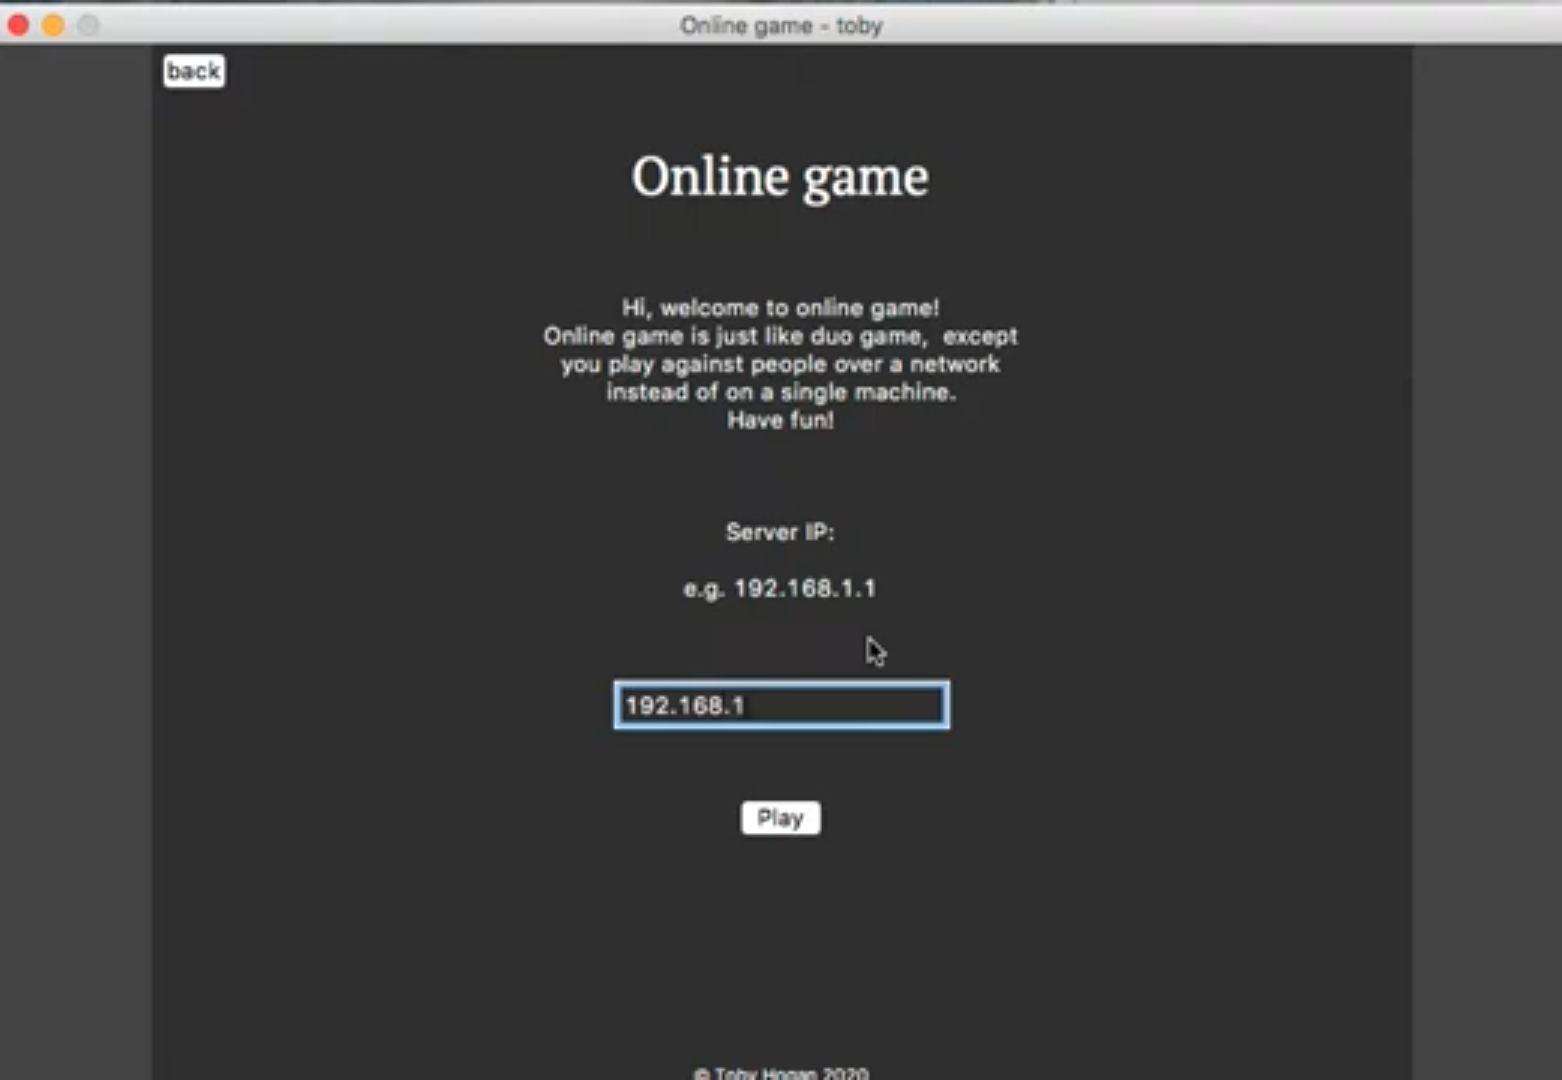 Online game - toby
back
Online game
Hi, welcome to online game!
Online game is just like duo game,  except
you play against people over a network
instead of on a single machine.
Have fun!
Server IP:
e.g. 192.168.1.1
192.168.1
Play
© Toby Hogan 2020